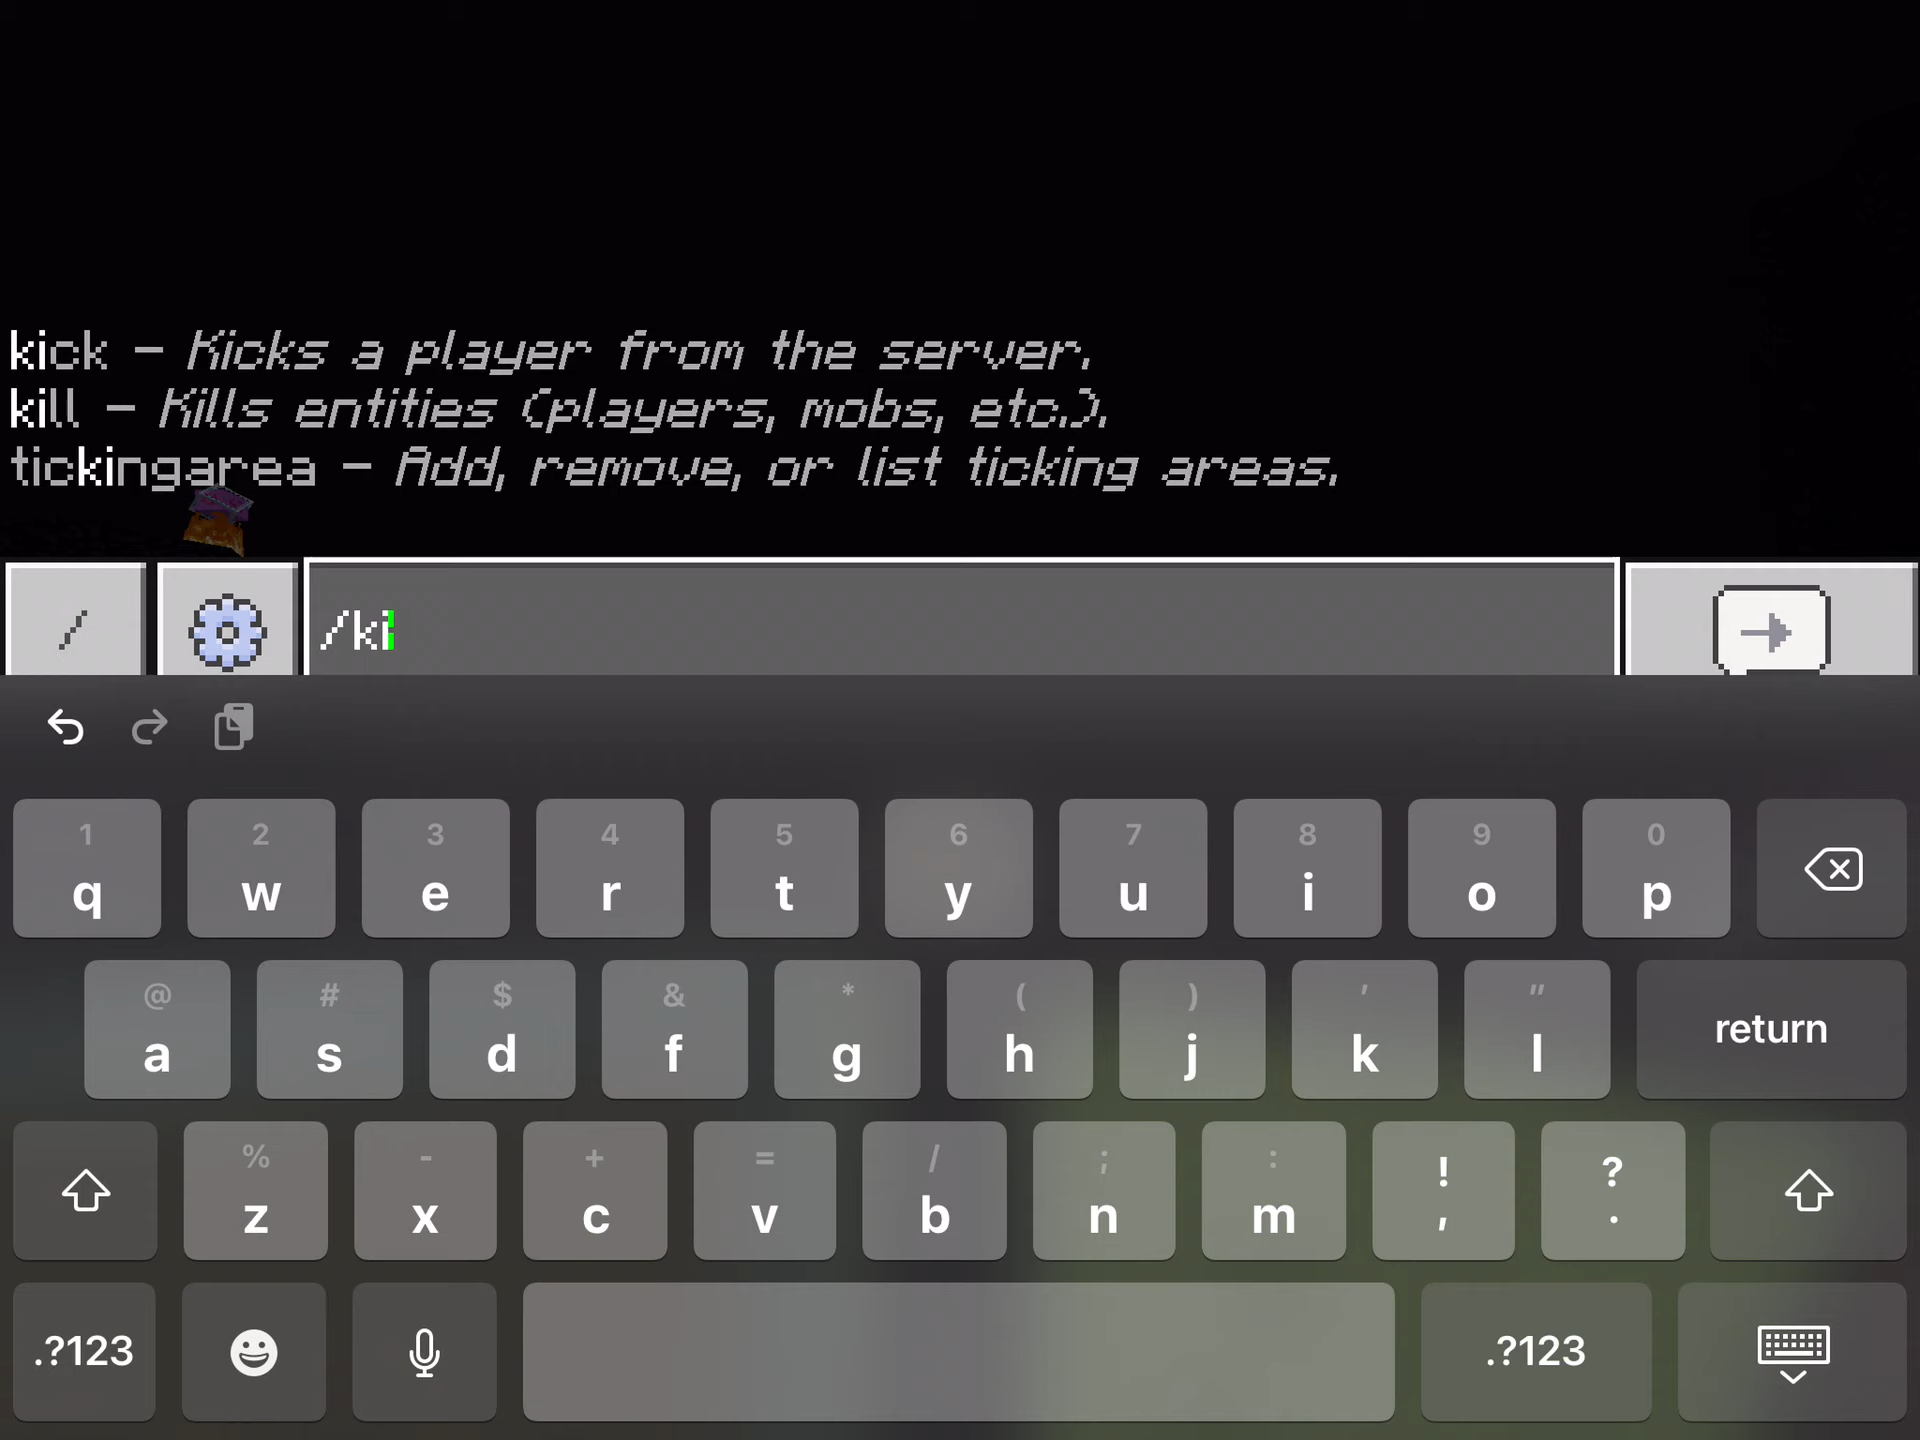 kick - Kicks a player from the server.
kill - Kills entities (players, mobs, etc.).
tickingarea - Add, remove, or list ticking areas.
/ /ki
1 2 3 4 5 6 7 8 9 0
q w e r t y u i o p
@ # $ & * ( ) ' "
a s d f g h j k l return
% - + = / ; : ! ?
z x c v b n m , .
.?123 .?123